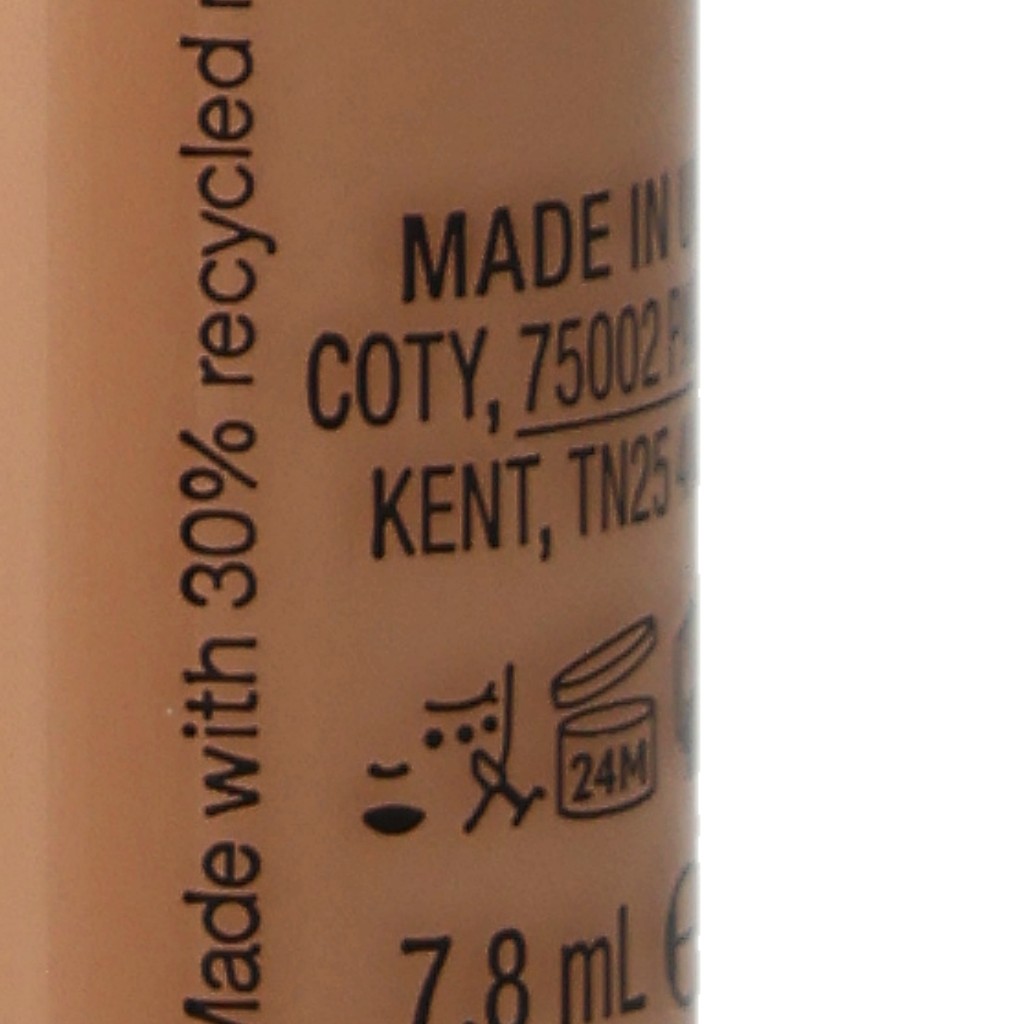 Made with 30% recycled
MADE IN
COTY, 75002
KENT, TN25
24M
7.8 mL e